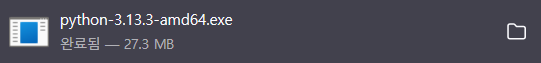 python-3.13.3-amd64.exe
완료됨 — 27.3 MB